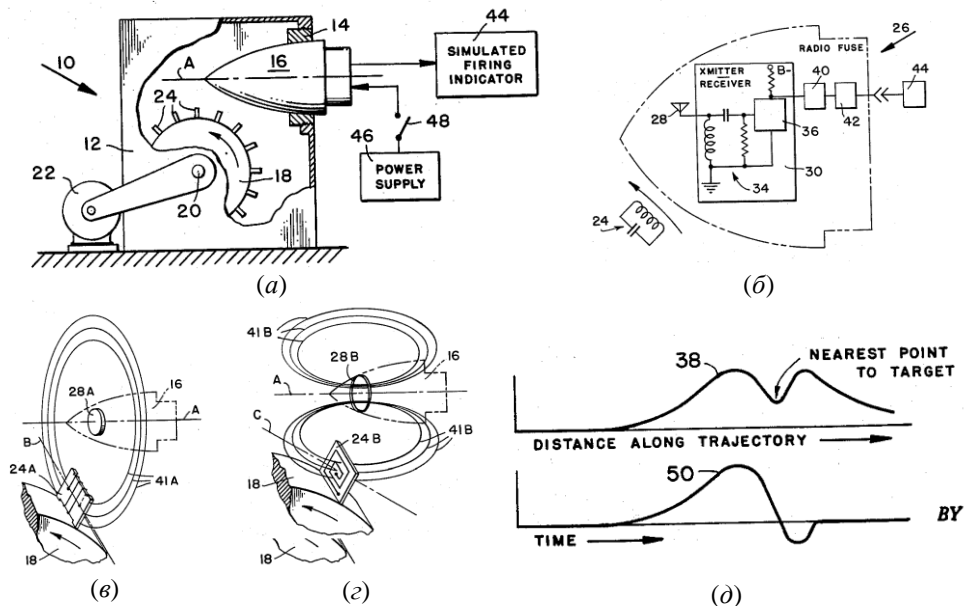 10
A
24
12
22
20
18
16
14
44
SIMULATED
FIRING
INDICATOR
48
46
POWER
SUPPLY
(а)
26
RADIO FUSE
XMITTER
RECEIVER
B-
28
36
30
34
40
42
44
24
(б)
28A
16
A
B
24A
41A
18
(в)
41B
28B
16
A
C
24B
41B
18
18
(г)
38
NEAREST POINT
TO TARGET
DISTANCE ALONG TRAJECTORY
50
TIME
BY
(д)